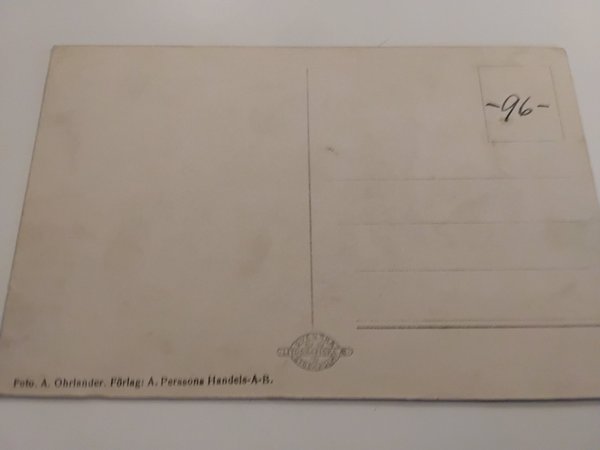 -96-
Foto. A. Ohrlander. Förlag: A. Perssons Handels-A-B.